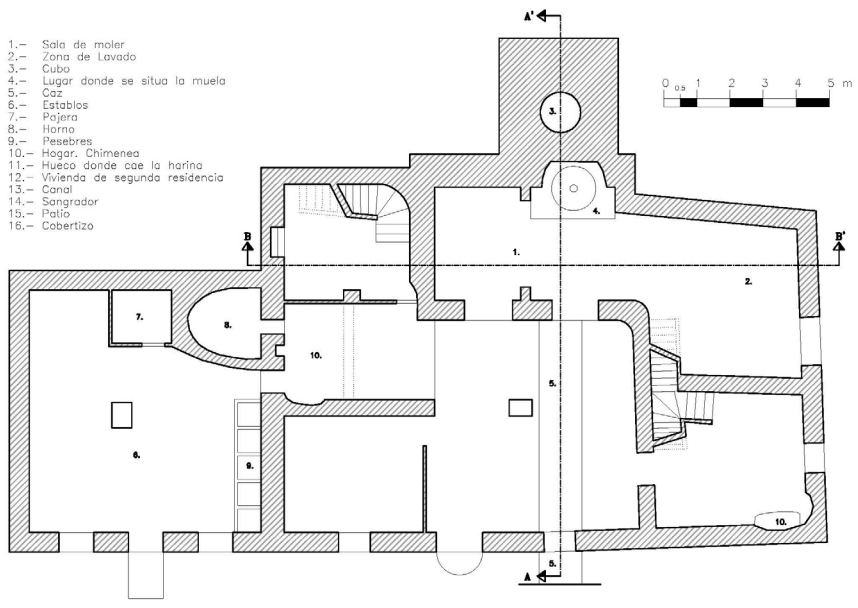 A'
1.- Sala de moler
2.- Zona de Lavado
3.- Cubo
4.- Lugar donde se situa la muela
5.- Caz
6.- Establos
7.- Pajera
8.- Horno
9.- Pesebres
10.- Hogar. Chimenea
11.- Hueco donde cae la harina
12.- Vivienda de segunda residencia
13.- Canal
14.- Sangrador
15.- Patio
16.- Cobertizo
0 0.5 1 2 3 4 5 m
3.
4.
B
B'
1.
2.
7.
8.
10.
5.
6.
9.
10.
5.
A